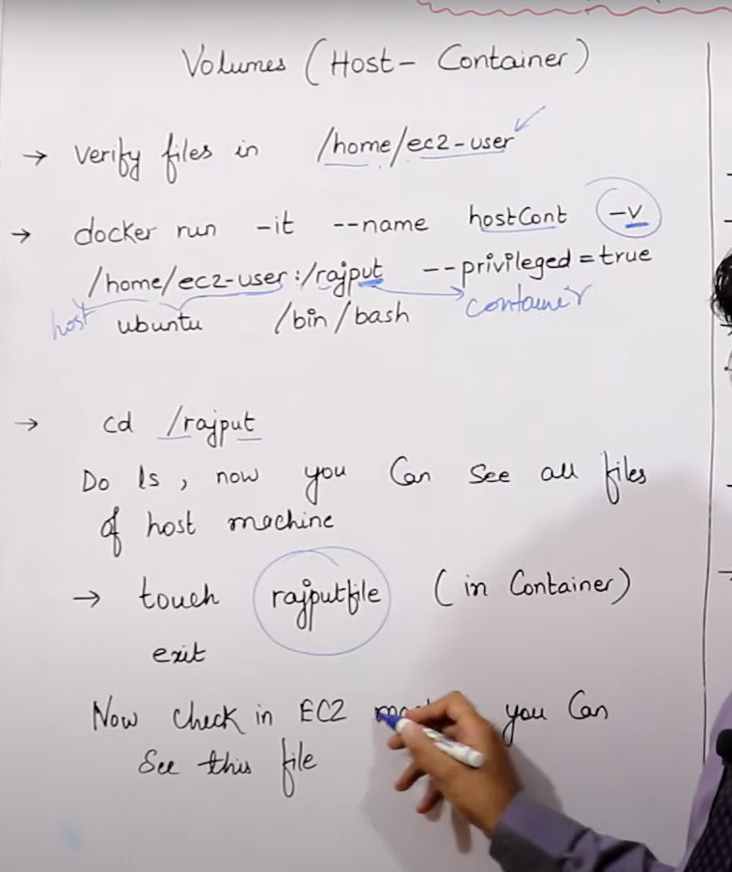 Volumes (Host - Container)
→ verify files in /home/ec2-user
→ docker run -it --name hostCont -v
/home/ec2-user:/rajput --privileged=true
host ubuntu /bin/bash container
→ cd /rajput
Do ls, now you Can See all files
of host machine
→ touch rajputfile (in Container)
exit
Now check in EC2 you Can
See this file